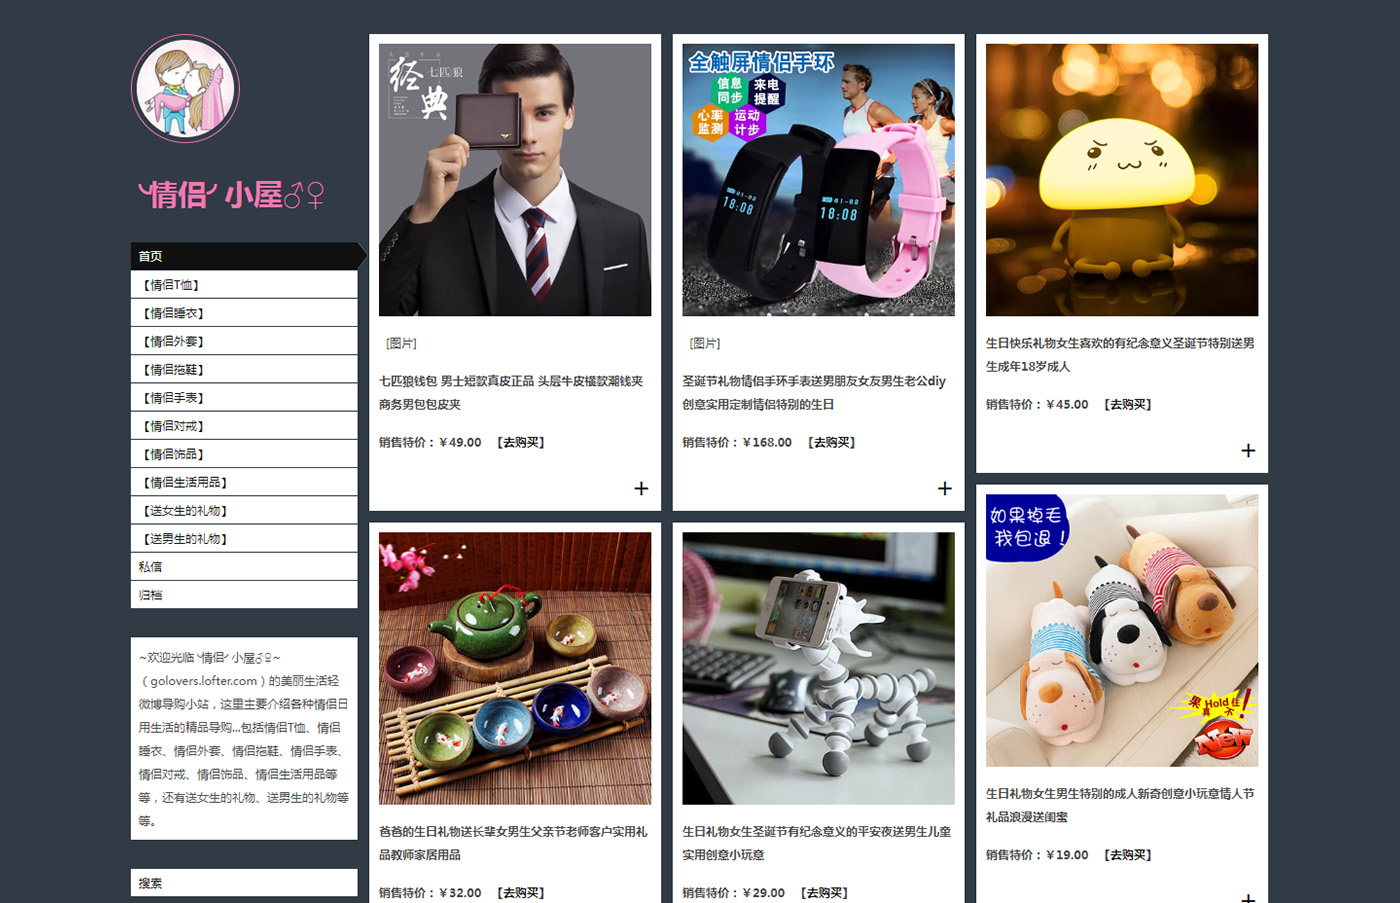 ╰情侣╯小屋♂♀
首页
【情侣T恤】
【情侣睡衣】
【情侣外套】
【情侣拖鞋】
【情侣手表】
【情侣对戒】
【情侣饰品】
【情侣生活用品】
【送女生的礼物】
【送男生的礼物】
私信
归档
~欢迎光临╰情侣╯小屋♂♀~
（golovers.lofter.com）的美丽生活轻
微博导购小站，这里主要介绍各种情侣日
用生活的精品导购...包括情侣T恤、情侣
睡衣、情侣外套、情侣拖鞋、情侣手表、
情侣对戒、情侣饰品、情侣生活用品等
等，还有送女生的礼物、送男生的礼物等
等。
搜索
经典
七匹狼
[图片]
七匹狼钱包 男士短款真皮正品 头层牛皮横款潮钱夹
商务男包包皮夹
销售特价：￥49.00 【去购买】
+
全触屏情侣手环
信息
同步
来电
提醒
心率
监测
运动
计步
01-08
18:08
01-08
18:08
[图片]
圣诞节礼物情侣手环手表送男朋友女友男生老公diy
创意实用定制情侣特别的生日
销售特价：￥168.00 【去购买】
+
生日快乐礼物女生喜欢的有纪念意义圣诞节特别送男
生成年18岁成人
销售特价：￥45.00 【去购买】
+
爸爸的生日礼物送长辈女男生父亲节老师客户实用礼
品教师家居用品
销售特价：￥32.00 【去购买】
生日礼物女生圣诞节有纪念意义的平安夜送男生儿童
实用创意小玩意
销售特价：￥29.00 【去购买】
如果掉毛
我包退！
果真Hold不住!
New
生日礼物女生男生特别的成人新奇创意小玩意情人节
礼品浪漫送闺蜜
销售特价：￥19.00 【去购买】
+